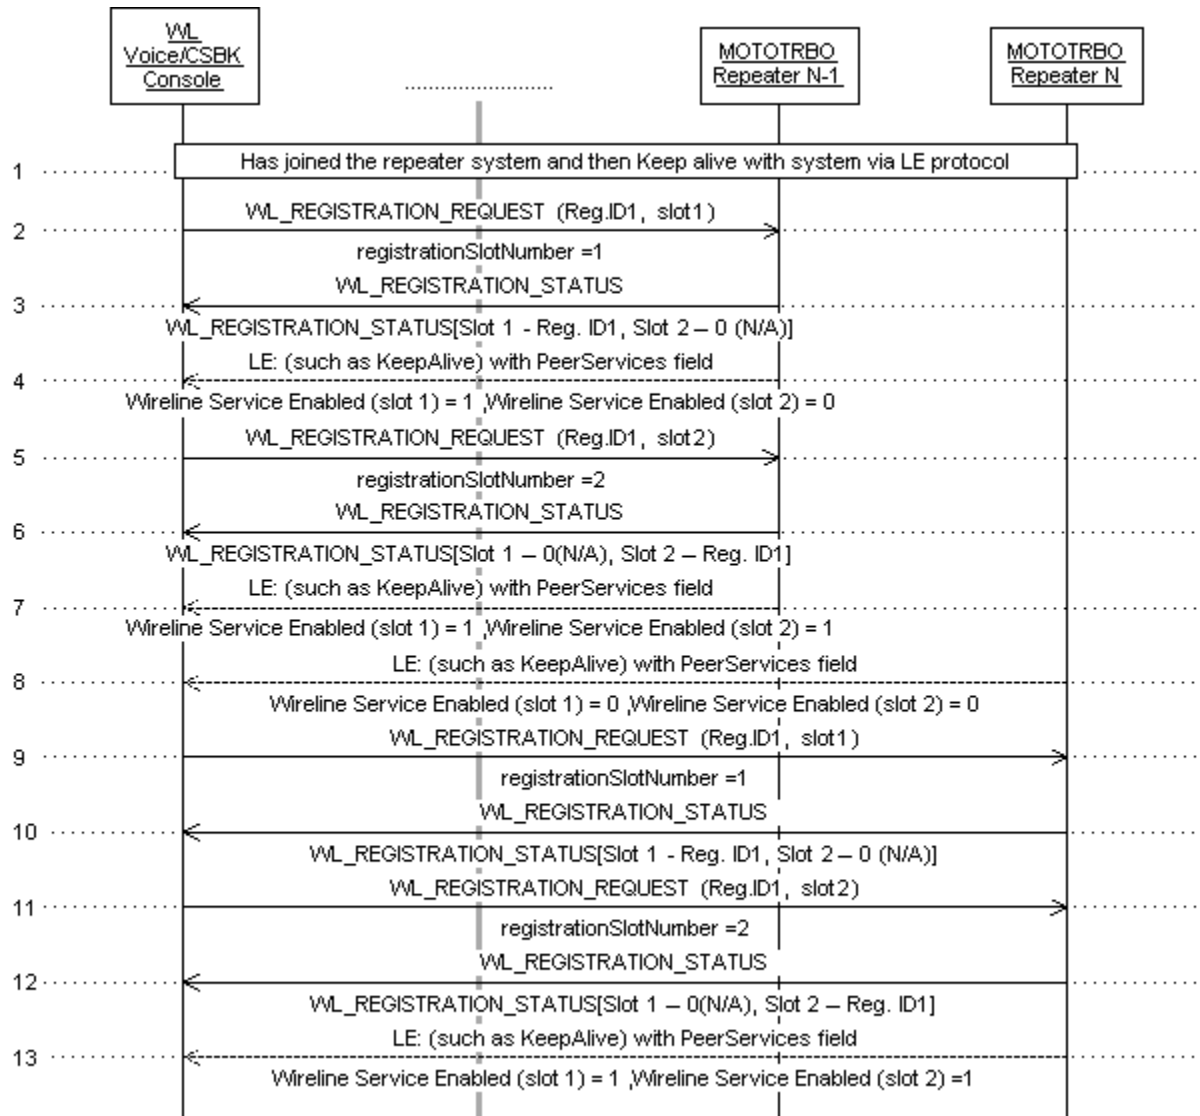 WL
Voice/CSBK
Console
....................
MOTOTRBO
Repeater N-1
MOTOTRBO
Repeater N
1
Has joined the repeater system and then Keep alive with system via LE protocol
WL_REGISTRATION_REQUEST (Reg.ID1, slot1)
2
registrationSlotNumber =1
WL_REGISTRATION_STATUS
3
WL_REGISTRATION_STATUS[Slot 1 - Reg. ID1, Slot 2 – 0 (N/A)]
LE: (such as KeepAlive) with PeerServices field
4
Wireline Service Enabled (slot 1) = 1 ,Wireline Service Enabled (slot 2) = 0
WL_REGISTRATION_REQUEST (Reg.ID1, slot2)
5
registrationSlotNumber =2
WL_REGISTRATION_STATUS
6
WL_REGISTRATION_STATUS[Slot 1 – 0(N/A), Slot 2 – Reg. ID1]
LE: (such as KeepAlive) with PeerServices field
7
Wireline Service Enabled (slot 1) = 1 ,Wireline Service Enabled (slot 2) = 1
LE: (such as KeepAlive) with PeerServices field
8
Wireline Service Enabled (slot 1) = 0 ,Wireline Service Enabled (slot 2) = 0
WL_REGISTRATION_REQUEST (Reg.ID1, slot1)
9
registrationSlotNumber =1
WL_REGISTRATION_STATUS
10
WL_REGISTRATION_STATUS[Slot 1 - Reg. ID1, Slot 2 – 0 (N/A)]
WL_REGISTRATION_REQUEST (Reg.ID1, slot2)
11
registrationSlotNumber =2
WL_REGISTRATION_STATUS
12
WL_REGISTRATION_STATUS[Slot 1 – 0(N/A), Slot 2 – Reg. ID1]
LE: (such as KeepAlive) with PeerServices field
13
Wireline Service Enabled (slot 1) = 1 ,Wireline Service Enabled (slot 2) =1